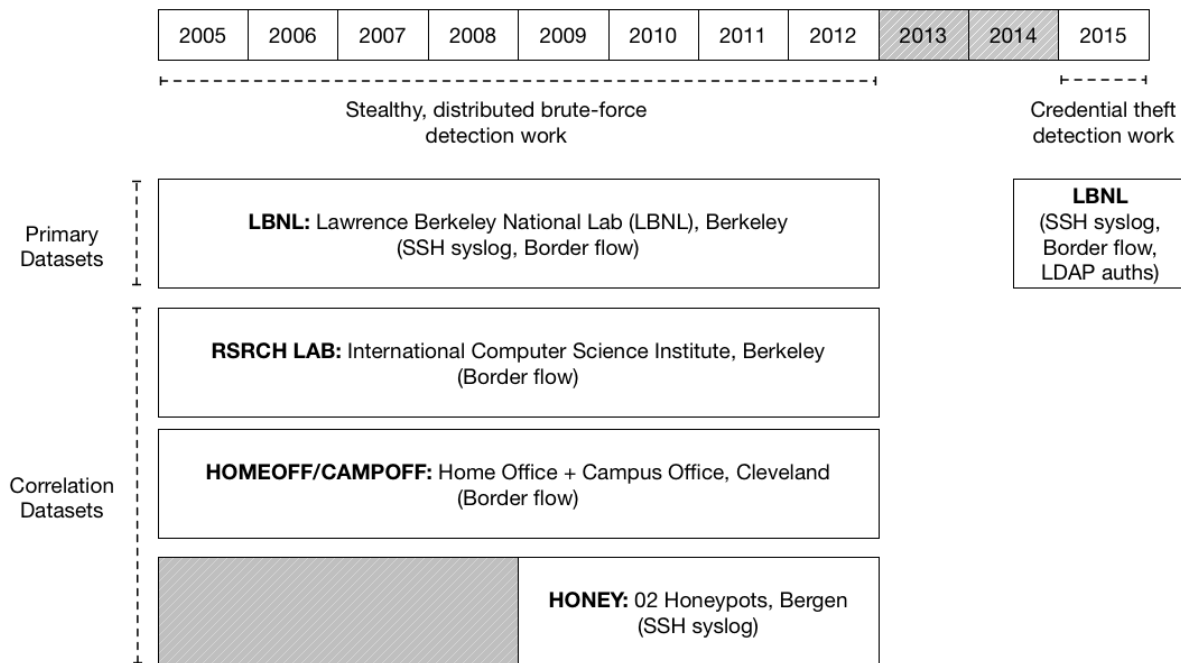 2005 2006 2007 2008 2009 2010 2011 2012 2013 2014 2015
Stealthy, distributed brute-force
detection work
Credential theft
detection work
Primary
Datasets
LBNL: Lawrence Berkeley National Lab (LBNL), Berkeley
(SSH syslog, Border flow)
LBNL
(SSH syslog,
Border flow,
LDAP auths)
Correlation
Datasets
RSRCH LAB: International Computer Science Institute, Berkeley
(Border flow)
HOMEOFF/CAMPOFF: Home Office + Campus Office, Cleveland
(Border flow)
HONEY: 02 Honeypots, Bergen
(SSH syslog)